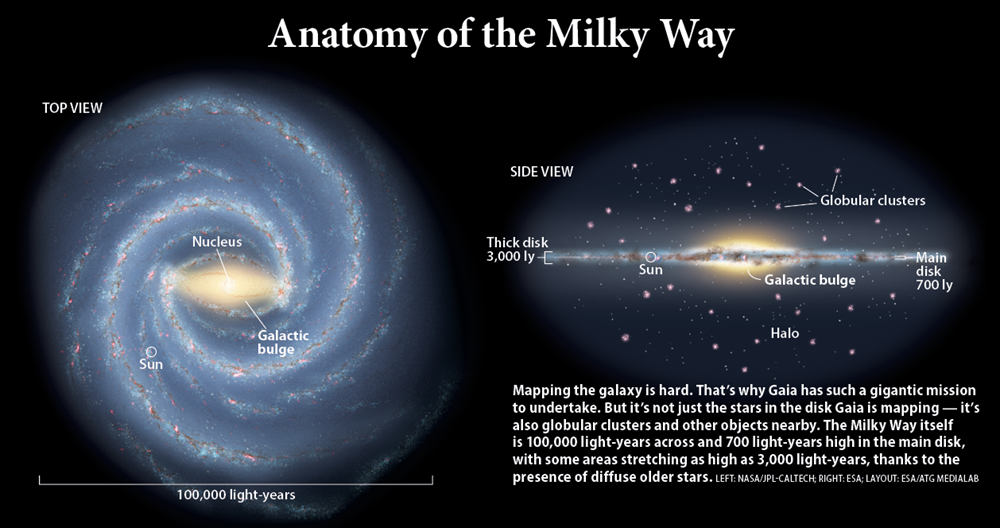 Anatomy of the Milky Way
TOP VIEW
Nucleus
Galactic
bulge
Sun
100,000 light-years
SIDE VIEW
Globular clusters
Thick disk
3,000 ly
Sun
Galactic bulge
Main
disk
700 ly
Halo
Mapping the galaxy is hard. That’s why Gaia has such a gigantic mission
to undertake. But it’s not just the stars in the disk Gaia is mapping — it’s
also globular clusters and other objects nearby. The Milky Way itself
is 100,000 light-years across and 700 light-years high in the main disk,
with some areas stretching as high as 3,000 light-years, thanks to the
presence of diffuse older stars. LEFT: NASA/JPL-CALTECH; RIGHT: ESA; LAYOUT: ESA/ATG MEDIALAB